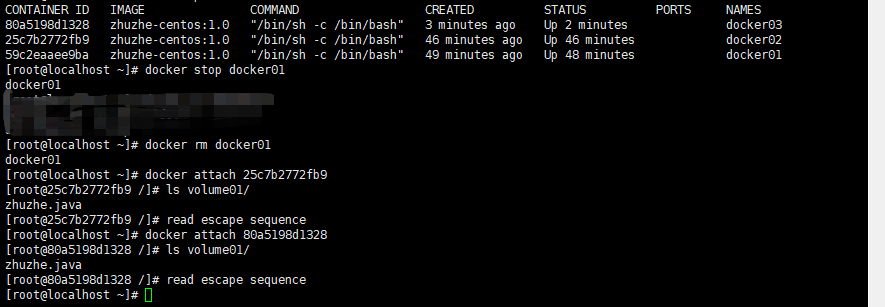 CONTAINER ID   IMAGE               COMMAND                  CREATED          STATUS          PORTS     NAMES
80a5198d1328   zhuzhe-centos:1.0   "/bin/sh -c /bin/bash"   3 minutes ago    Up 2 minutes              docker03
25c7b2772fb9   zhuzhe-centos:1.0   "/bin/sh -c /bin/bash"   46 minutes ago   Up 46 minutes             docker02
59c2eaaee9ba   zhuzhe-centos:1.0   "/bin/sh -c /bin/bash"   49 minutes ago   Up 48 minutes             docker01
[root@localhost ~]# docker stop docker01
docker01
[root@localhost ~]# docker rm docker01
docker01
[root@localhost ~]# docker attach 25c7b2772fb9
[root@25c7b2772fb9 /]# ls volume01/
zhuzhe.java
[root@25c7b2772fb9 /]# read escape sequence
[root@localhost ~]# docker attach 80a5198d1328
[root@80a5198d1328 /]# ls volume01/
zhuzhe.java
[root@80a5198d1328 /]# read escape sequence
[root@localhost ~]#